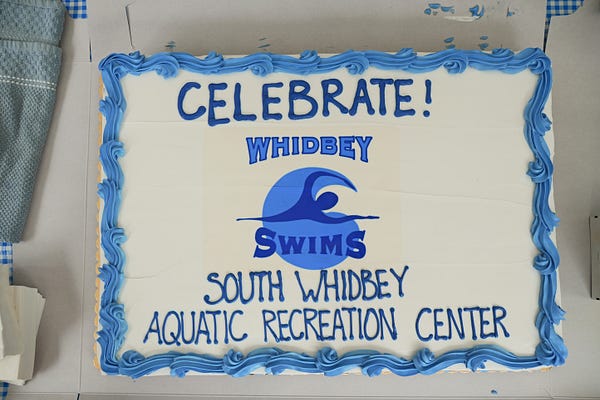 CELEBRATE!
WHIDBEY
SWIMS
SOUTH WHIDBEY
AQUATIC RECREATION CENTER